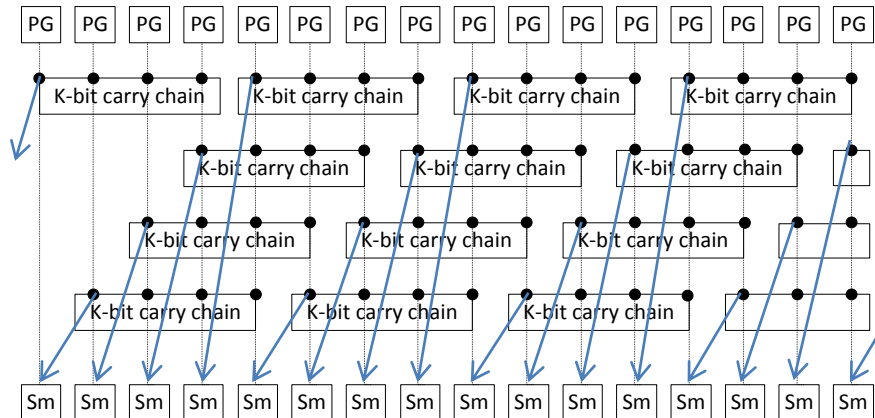 PG PG PG PG PG PG PG PG PG PG PG PG PG PG PG PG
K-bit carry chain K-bit carry chain K-bit carry chain K-bit carry chain
K-bit carry chain K-bit carry chain K-bit carry chain
K-bit carry chain K-bit carry chain K-bit carry chain
K-bit carry chain K-bit carry chain K-bit carry chain
Sm Sm Sm Sm Sm Sm Sm Sm Sm Sm Sm Sm Sm Sm Sm Sm